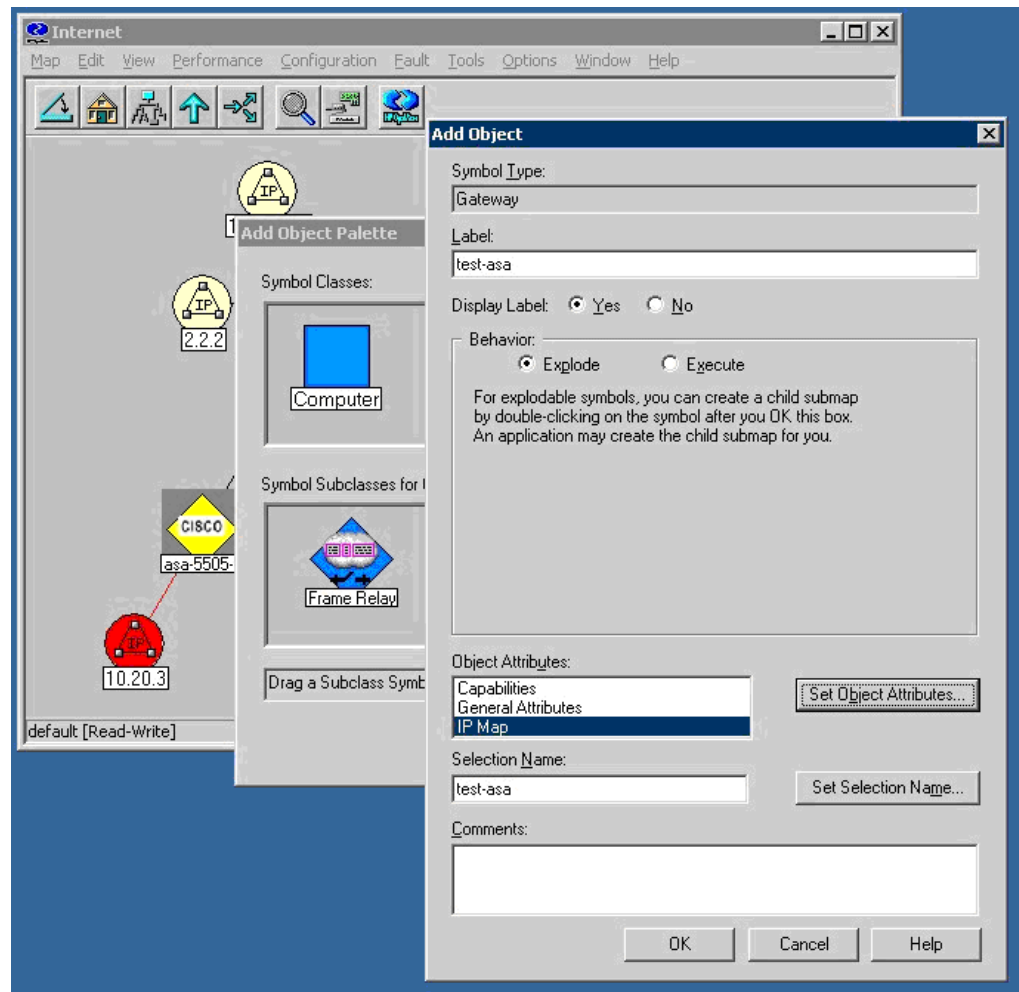 Internet
Map Edit View Performance Configuration Fault Tools Options Window Help
IP
1
2.2.2
IP
CISCO
asa-5505-
IP
10.20.3
default [Read-Write]
Add Object Palette
Symbol Classes:
Computer
Symbol Subclasses for
Frame Relay
Drag a Subclass Symb
Add Object
Symbol Type:
Gateway
Label:
test-asa
Display Label: Yes No
Behavior:
Explode Execute
For explodable symbols, you can create a child submap
by double-clicking on the symbol after you OK this box.
An application may create the child submap for you.
Object Attributes:
Capabilities
General Attributes
IP Map
Set Object Attributes...
Selection Name:
test-asa
Set Selection Name...
Comments:
OK Cancel Help